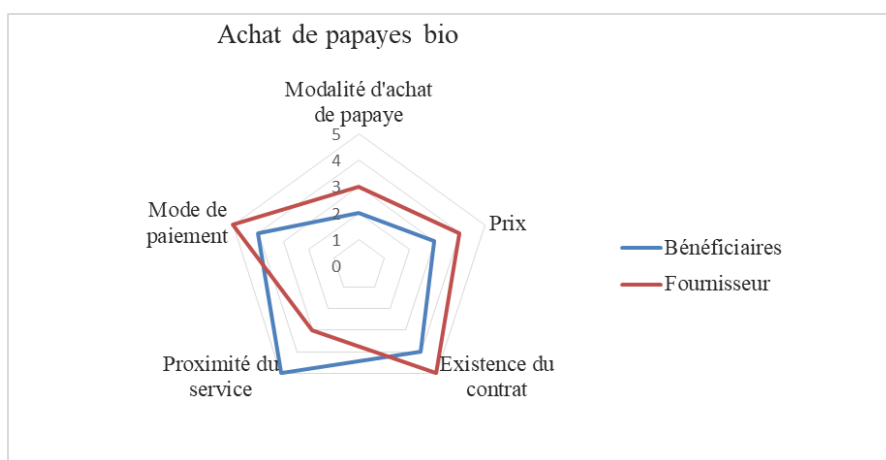 Achat de papayes bio
Modalité d'achat
de papaye
5
4
3
2
1
0
Prix
Existence du
contrat
Proximité du
service
Mode de
paiement
Bénéficiaires
Fournisseur